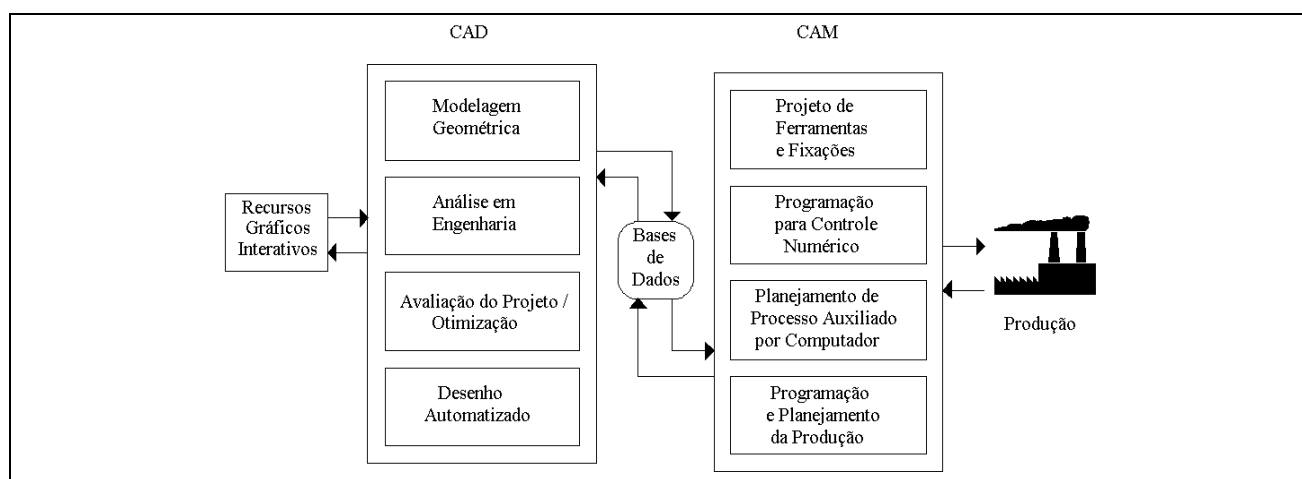 CAD
CAM
Recursos
Gráficos
Interativos
Modelagem
Geométrica
Análise em
Engenharia
Avaliação do Projeto /
Otimização
Desenho
Automatizado
Bases
de
Dados
Projeto de
Ferramentas
e Fixações
Programação
para Controle
Numérico
Planejamento de
Processo Auxiliado
por Computador
Programação
e Planejamento
da Produção
Produção